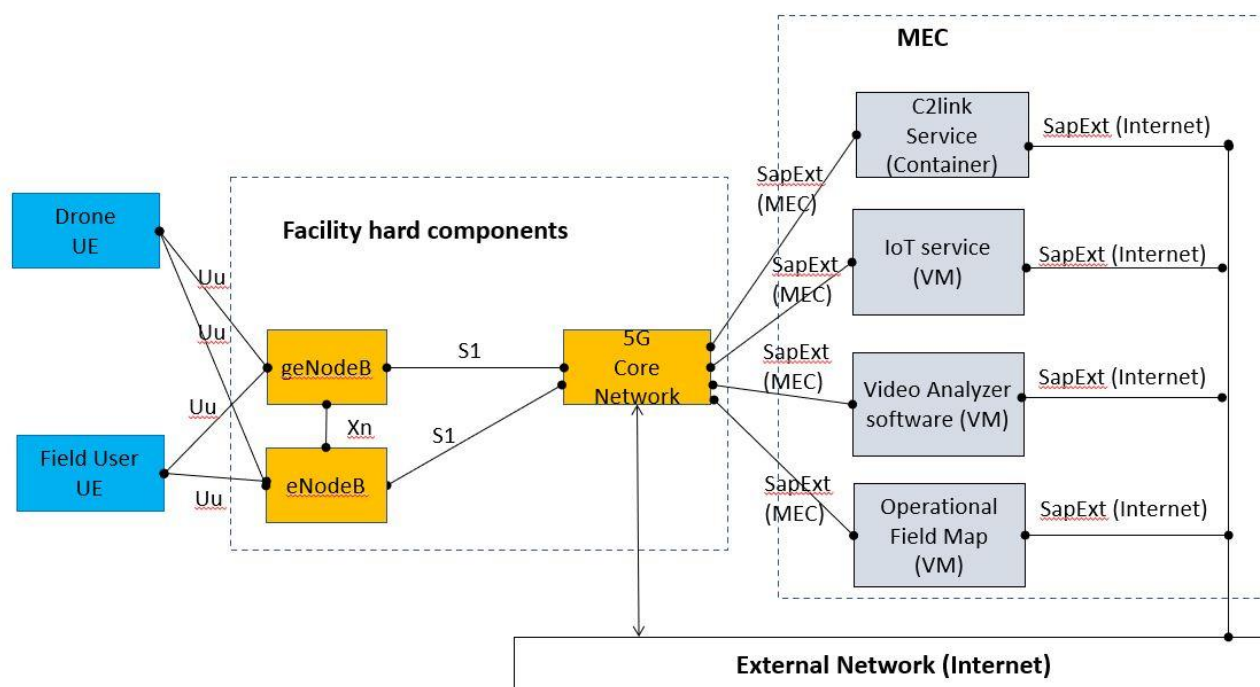 MEC
C2link
Service
(Container)
SapExt (Internet)
SapExt
(MEC)
Drone
UE
Facility hard components
IoT service
(VM)
SapExt (Internet)
SapExt
(MEC)
Uu
Uu
geNodeB
S1
5G
Core
Network
SapExt
(MEC)
Video Analyzer
software (VM)
SapExt (Internet)
Uu
Xn
S1
Field User
UE
Uu
eNodeB
SapExt
(MEC)
Operational
Field Map
(VM)
SapExt (Internet)
External Network (Internet)